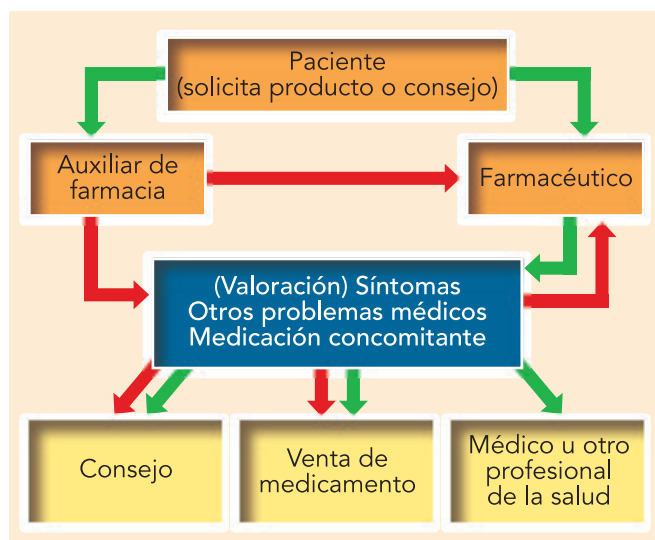 Paciente
(solicita producto o consejo)
Auxiliar de
farmacia
Farmacéutico
(Valoración) Síntomas
Otros problemas médicos
Medicación concomitante
Consejo
Venta de
medicamento
Médico u otro
profesional
de la salud